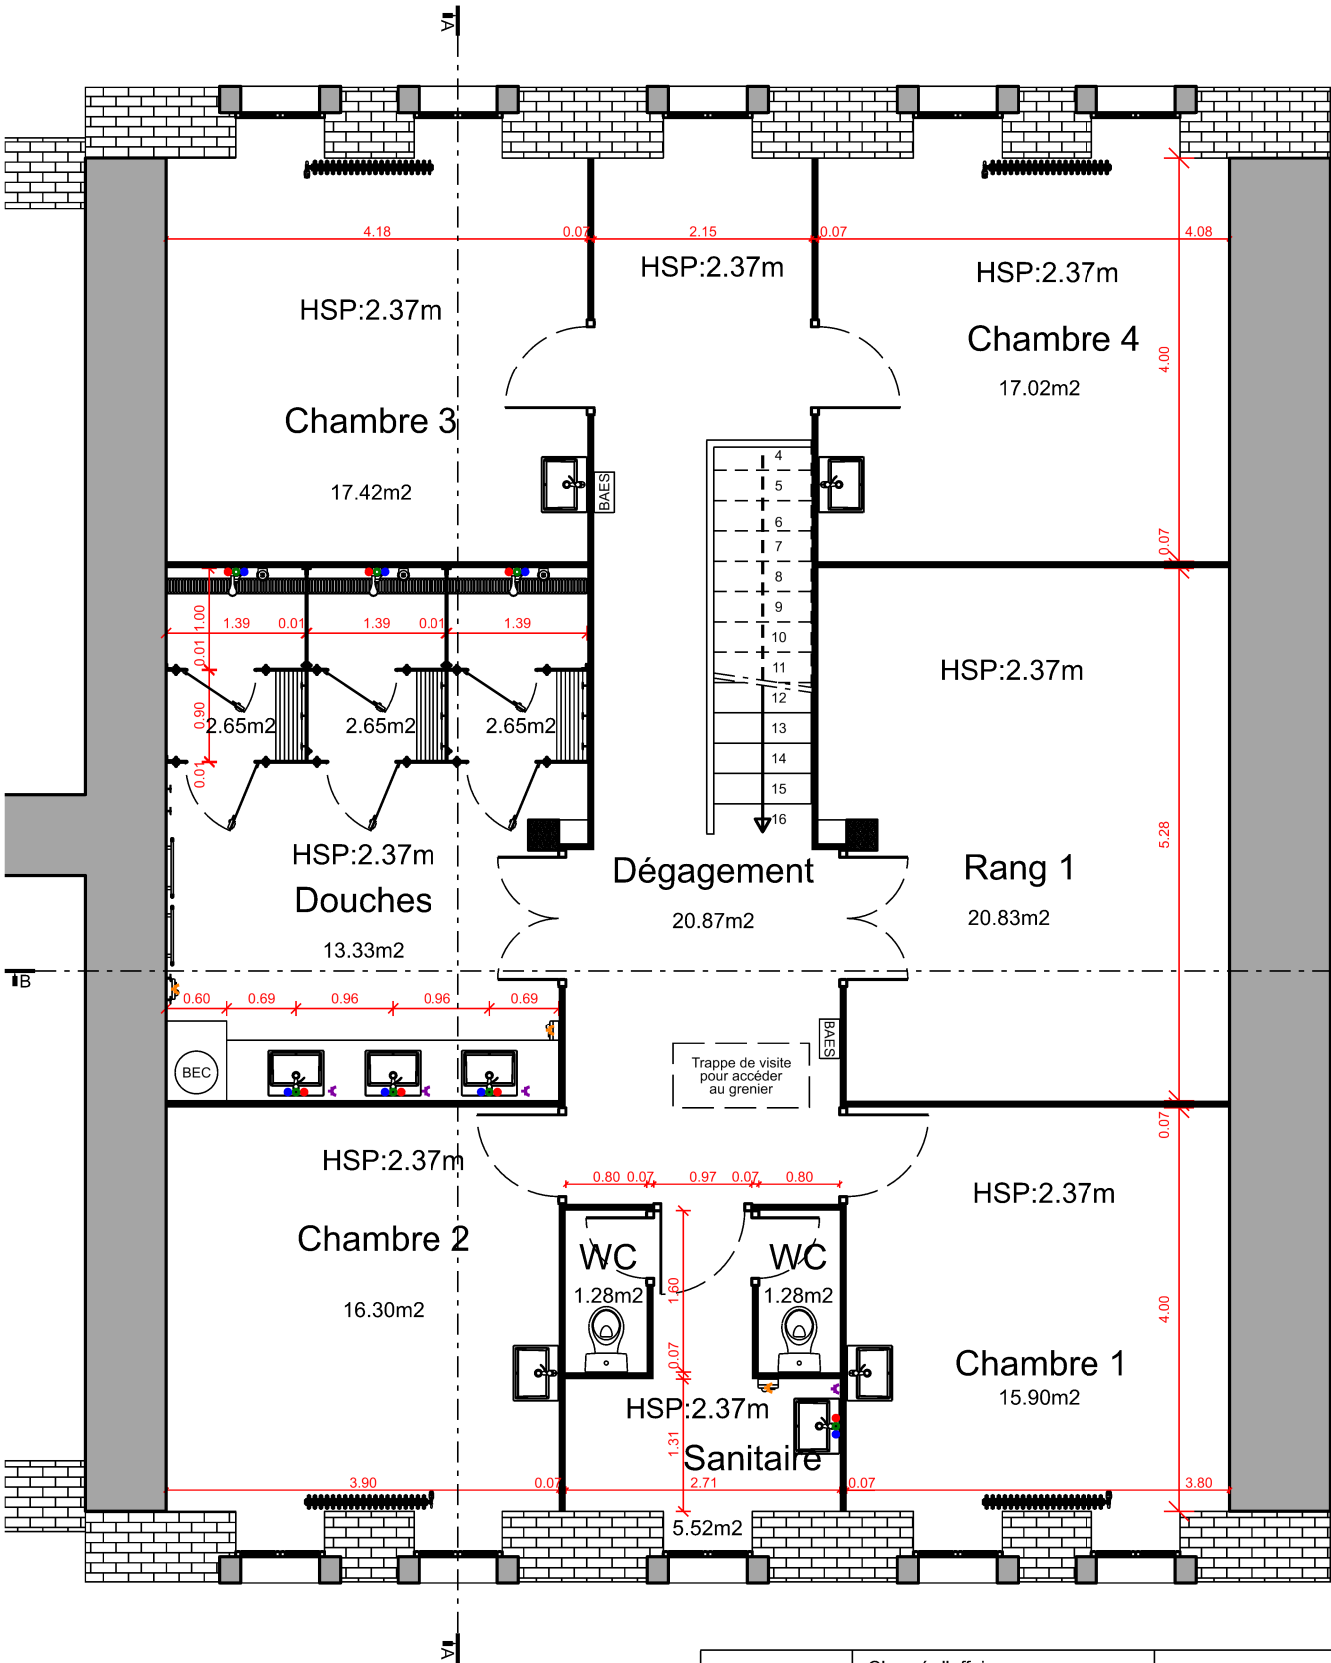 A
4.18
0.07
2.15
0.07
4.08
HSP:2.37m
HSP:2.37m
HSP:2.37m
Chambre 4
17.02m2
4.00
Chambre 3
17.42m2
BAES
4
5
6
7
8
9
10
11
12
13
14
15
16
0.07
1.00
0.01
1.39
0.01
1.39
0.01
1.39
0.90
0.01
2.65m2
2.65m2
2.65m2
HSP:2.37m
HSP:2.37m
Douches
13.33m2
Dégagement
20.87m2
Rang 1
20.83m2
5.28
B
0.60
0.69
0.96
0.96
0.69
BEC
BAES
Trappe de visite
pour accéder
au grenier
0.07
HSP:2.37m
0.80
0.07
0.97
0.07
0.80
HSP:2.37m
Chambre 2
16.30m2
WC
1.28m2
WC
1.28m2
1.60
0.07
4.00
Chambre 1
15.90m2
HSP:2.37m
1.31
Sanitaire
3.90
0.07
2.71
0.07
3.80
5.52m2
A